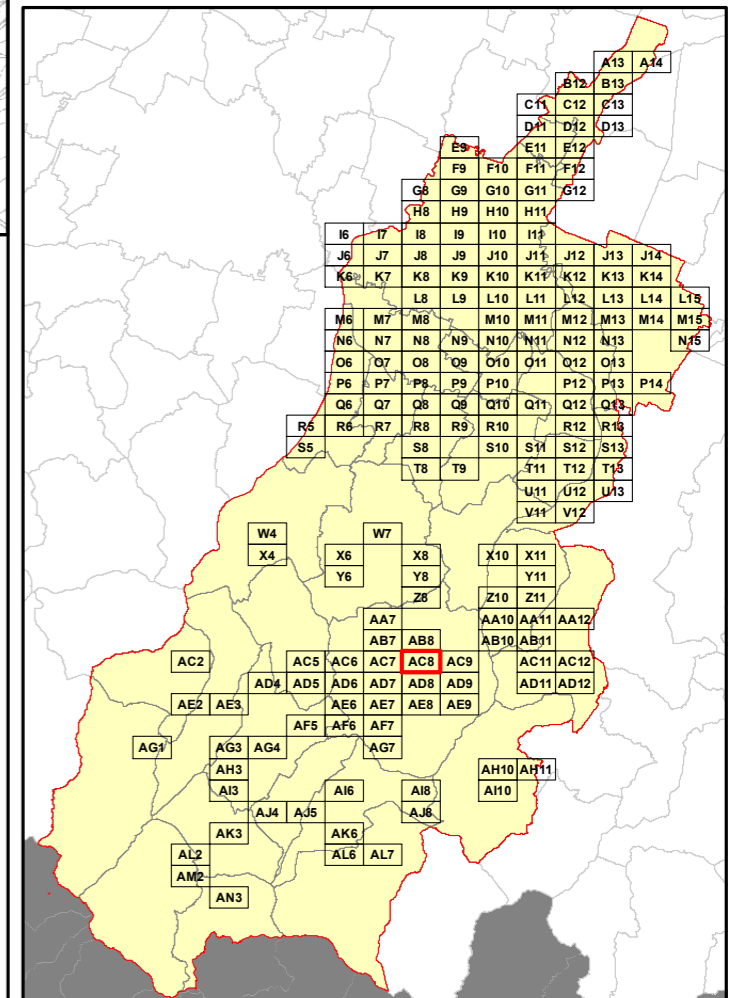 A13 A14
B12 B13
C11 C12 C13
D11 D12 D13
E9 E11 E12
F9 F10 F11 F12
G8 G9 G10 G11 G12
H8 H9 H10 H11
I6 I7 I8 I9 I10 I11
J6 J7 J8 J9 J10 J11 J12 J13 J14
K6 K7 K8 K9 K10 K11 K12 K13 K14
L8 L9 L10 L11 L12 L13 L14 L15
M6 M7 M8 M10 M11 M12 M13 M14 M15
N6 N7 N8 N9 N10 N11 N12 N13 N15
O6 O7 O8 O9 O10 O11 O12 O13
P6 P7 P8 P9 P10 P12 P13 P14
Q6 Q7 Q8 Q9 Q10 Q11 Q12 Q13
R5 R6 R7 R8 R9 R10 R12 R13
S5 S8 S10 S11 S12 S13
T8 T9 T11 T12 T13
U11 U12 U13
V11 V12
W4 W7
X4 X6 X8 X10 X11
Y6 Y8 Y11
Z8 Z10 Z11
AA7 AA10 AA11 AA12
AB7 AB8 AB10 AB11
AC2 AC5 AC6 AC7 AC8 AC9 AC11 AC12
AD4 AD5 AD6 AD7 AD8 AD9 AD11 AD12
AE2 AE3 AE6 AE7 AE8 AE9
AF5 AF6 AF7
AG1 AG3 AG4 AG7
AH3 AH10 AH11
AI3 AI6 AI8 AI10
AJ4 AJ5 AJ8
AK3 AK6
AL2 AL6 AL7
AM2
AN3